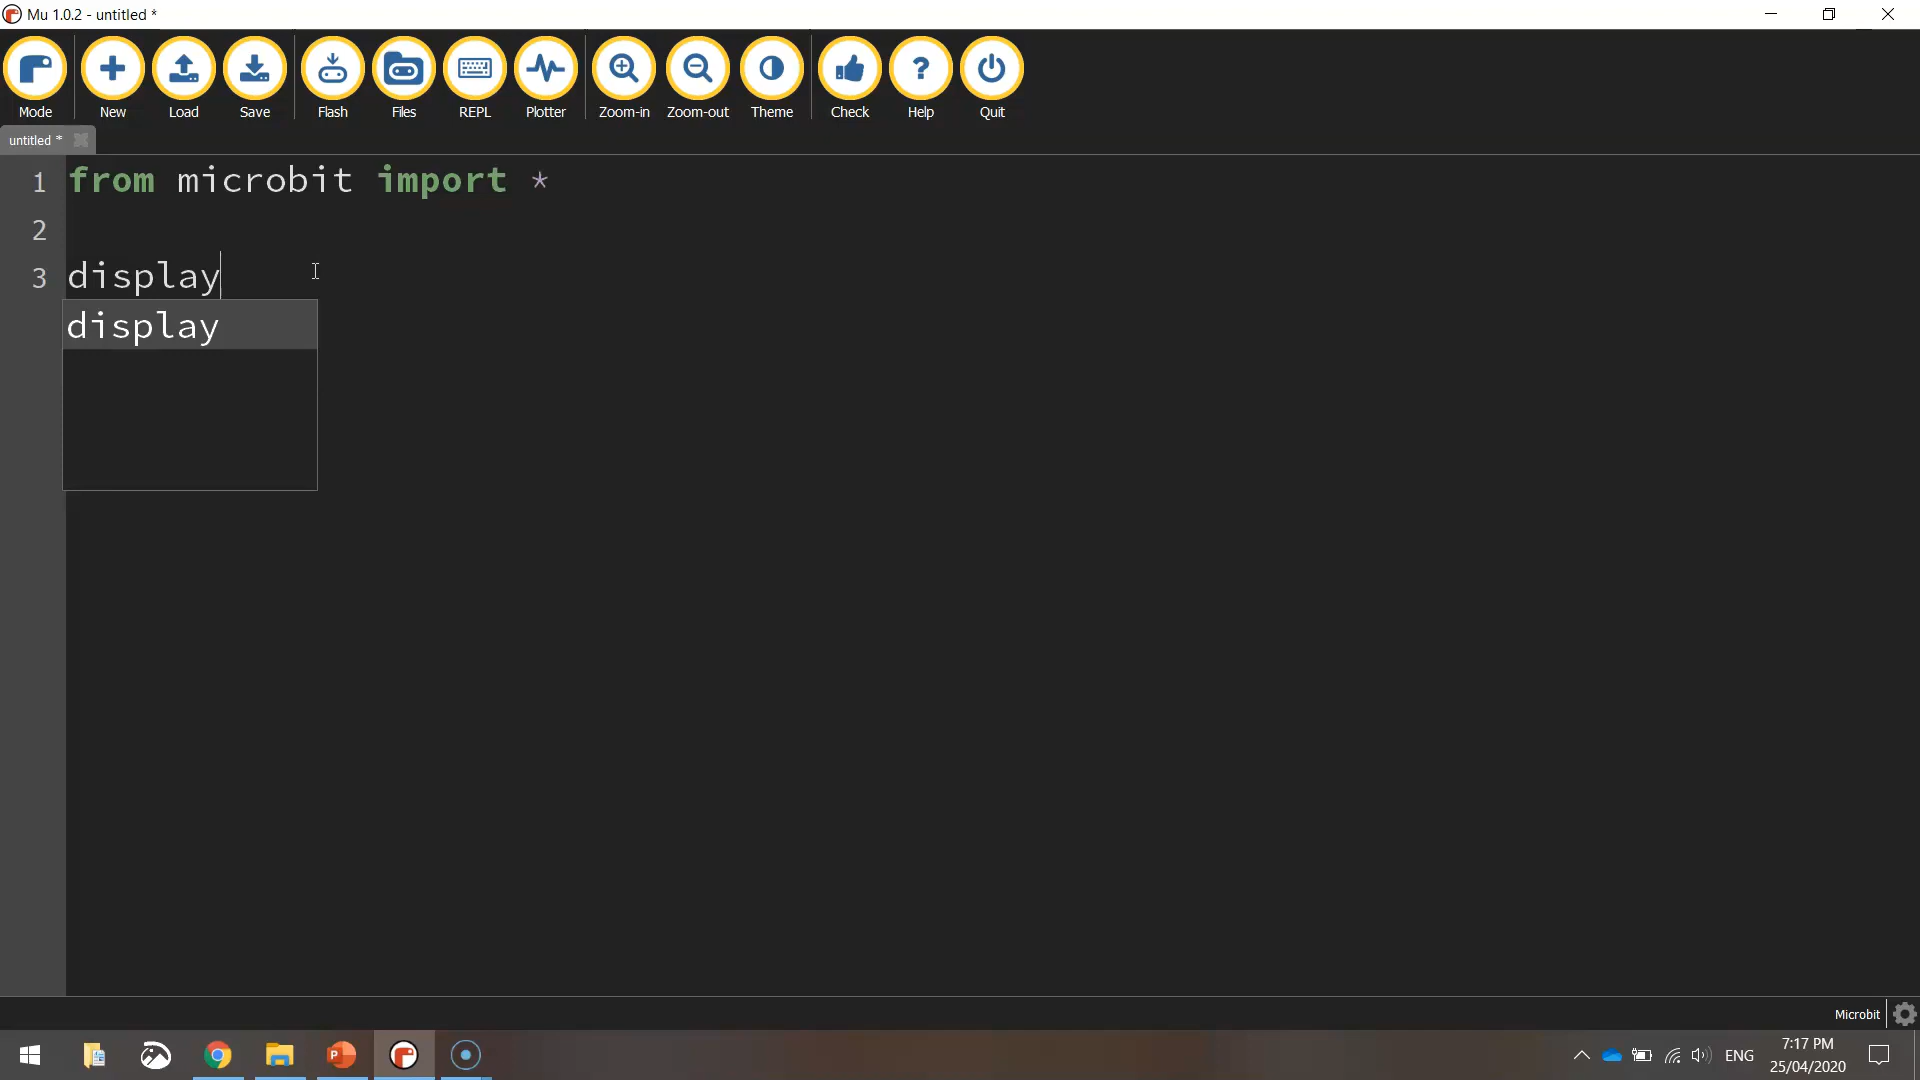 Mu 1.0.2 - untitled *
Mode New Load Save Flash Files REPL Plotter Zoom-in Zoom-out Theme Check Help Quit
untitled *
1 from microbit import *
2
3 display
display
Microbit
ENG
7:17 PM
25/04/2020